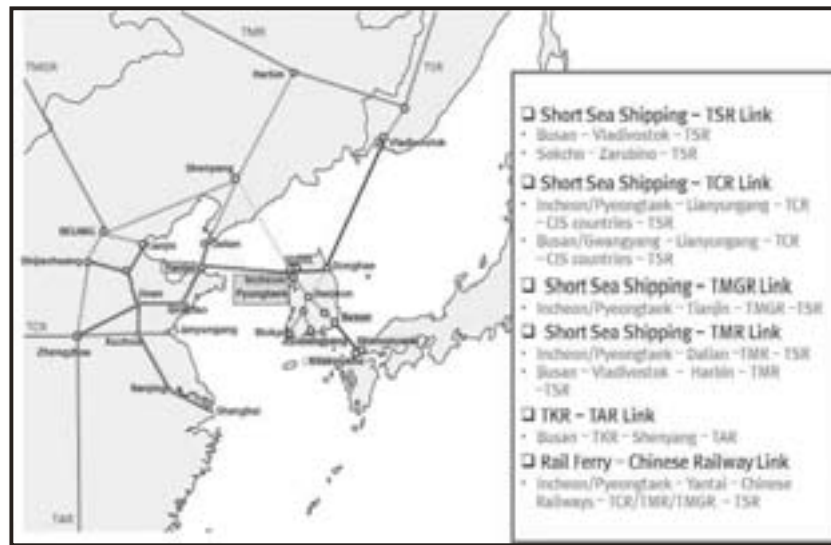 TMR
TMGR
TSR
Harbin
Vladivostok
Shenyang
BEIJING
Tianjin
Dalian
Shijiazhuang
Donghae
Incheon
Pyeongtaek
Jinan
Busan
TCR
Lianyungang
Zhengzhou
Nanjing
Shanghai
TAR
❑ Short Sea Shipping – TSR Link
· Busan – Vladivostok – TSR
· Sokcho – Zarubino – TSR
❑ Short Sea Shipping – TCR Link
· Incheon/Pyeongtaek – Lianyungang – TCR
– CIS countries – TSR
· Busan/Gwangyang – Lianyungang – TCR
– CIS countries – TSR
❑ Short Sea Shipping – TMGR Link
· Incheon/Pyeongtaek – Tianjin – TMGR –TSR
❑ Short Sea Shipping – TMR Link
· Incheon/Pyeongtaek – Dalian –TMR – TSR
· Busan – Vladivostok – Harbin – TMR
–TSR
❑ TKR – TAR Link
· Busan – TKR – Shenyang – TAR
❑ Rail Ferry – Chinese Railway Link
· Incheon/Pyeongtaek – Yantai – Chinese
Railways – TCR/TMR/TMGR – TSR